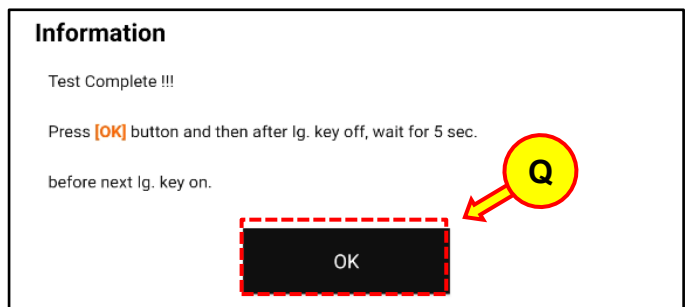 Information
Test Complete !!!
Press [OK] button and then after Ig. key off, wait for 5 sec.
before next Ig. key on.
Q
OK